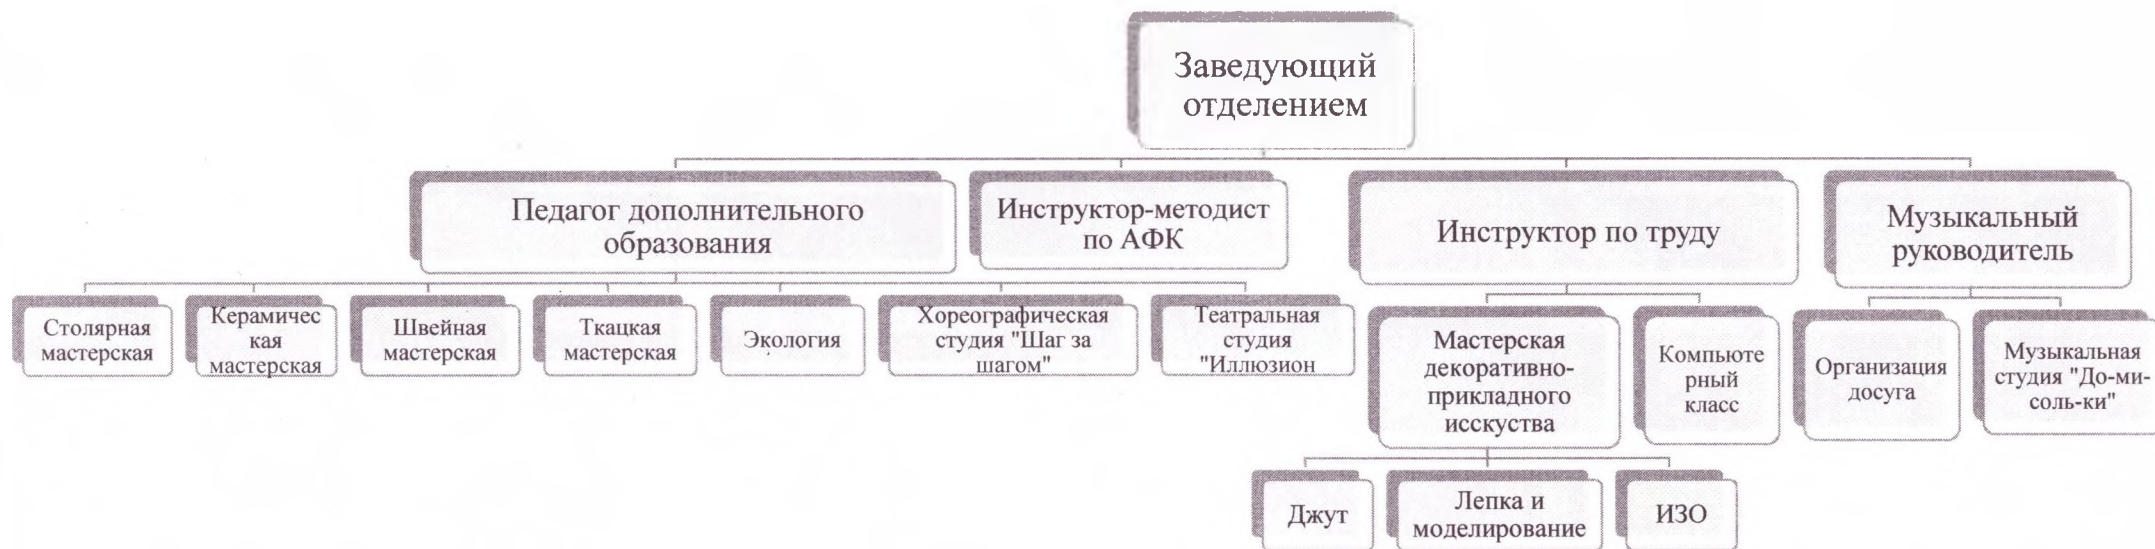 Заведующий
отделением
Педагог дополнительного
образования
Инструктор-методист
по АФК
Инструктор по труду
Музыкальный
руководитель
Столярная
мастерская
Керамичес
кая
мастерская
Швейная
мастерская
Ткацкая
мастерская
Экология
Хореографическая
студия "Шаг за
шагом"
Театральная
студия
"Иллюзион
Мастерская
декоративно-
прикладного
исскуства
Компьюте
рный
класс
Организация
досуга
Музыкальная
студия "До-ми-
соль-ки"
Джут
Лепка и
моделирование
ИЗО